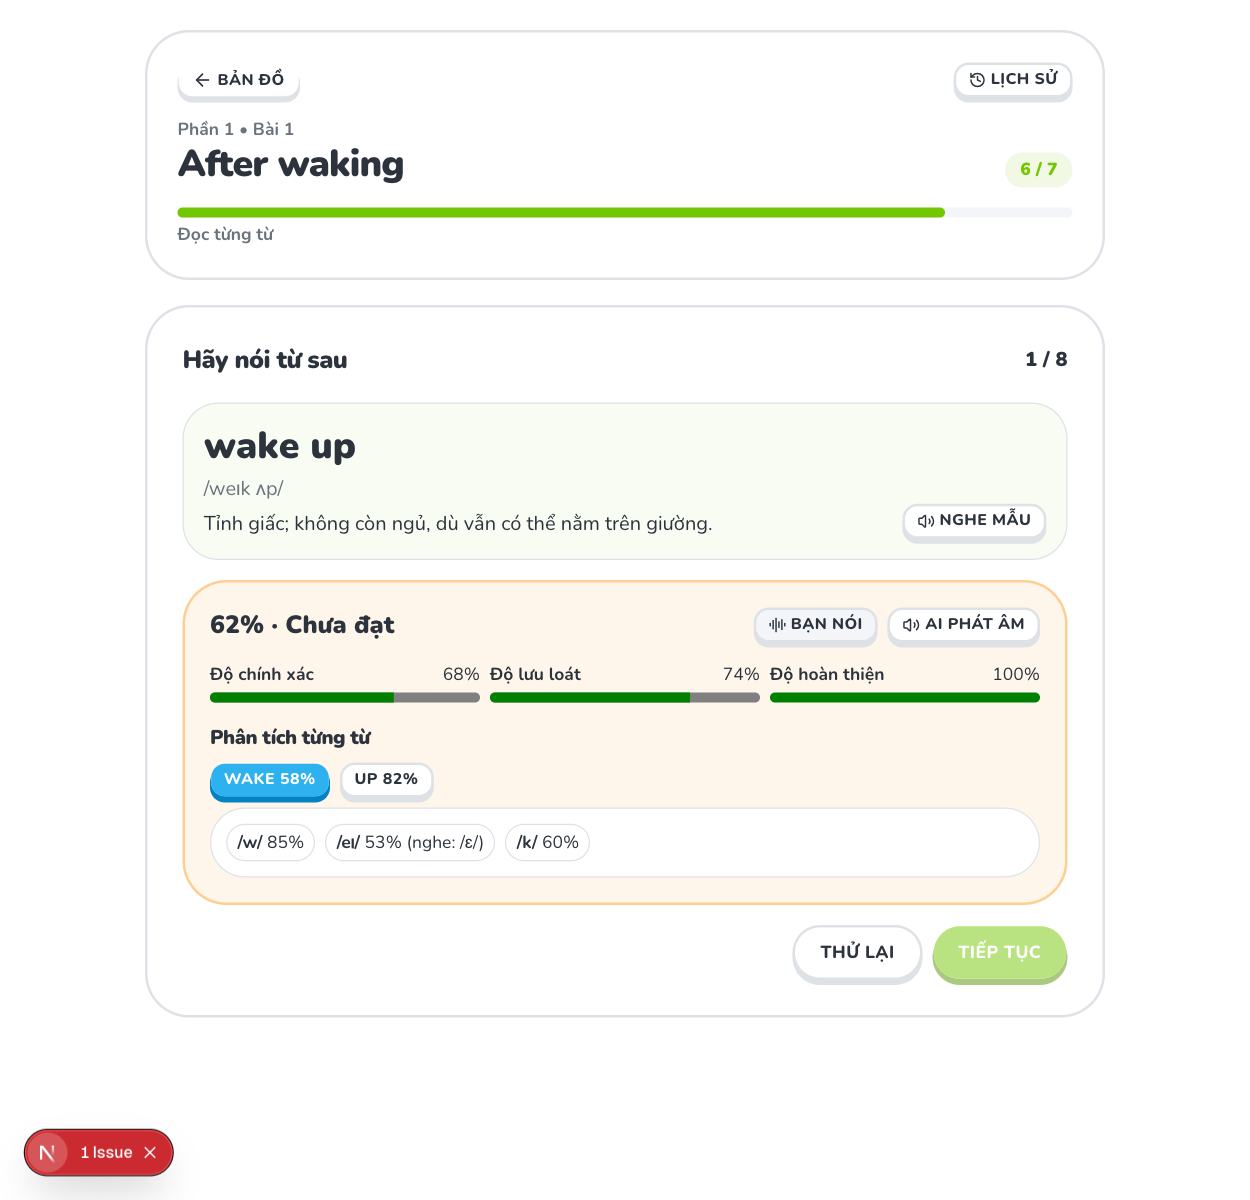 BẢN ĐỒ
LỊCH SỬ
Phần 1 • Bài 1
After waking
6 / 7
Đọc từng từ
Hãy nói từ sau
1 / 8
wake up
/weɪk ʌp/
Tỉnh giấc; không còn ngủ, dù vẫn có thể nằm trên giường.
NGHE MẪU
62% · Chưa đạt
BẠN NÓI
AI PHÁT ÂM
Độ chính xác 68%
Độ lưu loát 74%
Độ hoàn thiện 100%
Phân tích từng từ
WAKE 58%
UP 82%
/w/ 85%
/eɪ/ 53% (nghe: /ɛ/)
/k/ 60%
THỬ LẠI
TIẾP TỤC
N
1 Issue